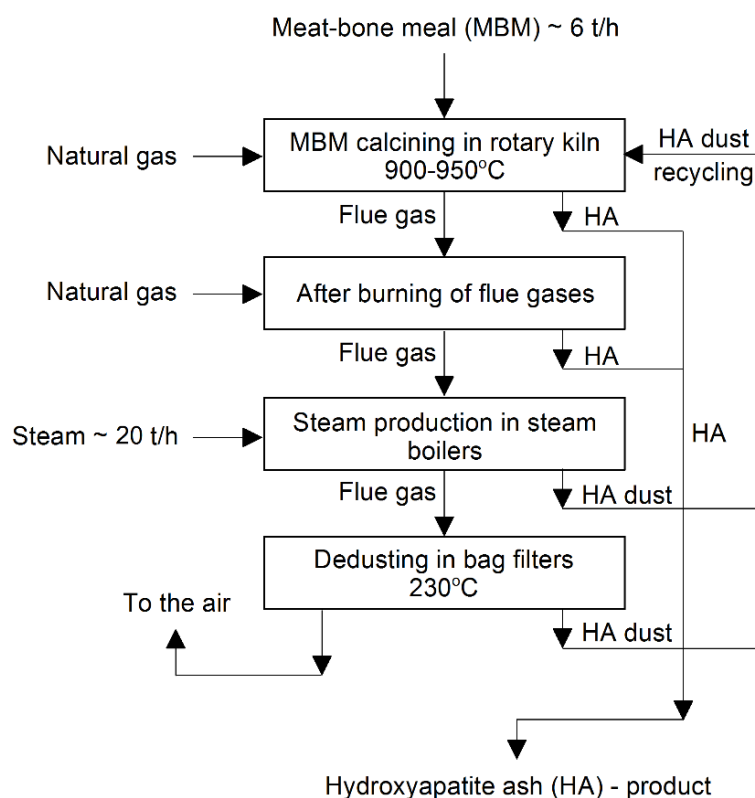 Meat-bone meal (MBM) ~ 6 t/h
Natural gas
MBM calcining in rotary kiln
900-950°C
HA dust
recycling
Flue gas
HA
Natural gas
After burning of flue gases
Flue gas
HA
Steam ~ 20 t/h
Steam production in steam
boilers
HA
Flue gas
HA dust
Dedusting in bag filters
230°C
To the air
HA dust
Hydroxyapatite ash (HA) - product